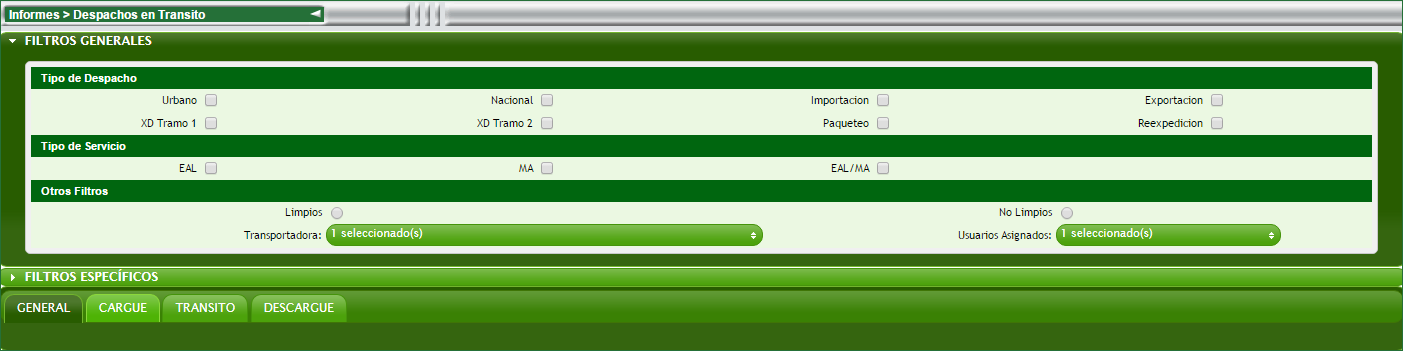 Informes > Despachos en Transito
FILTROS GENERALES
Tipo de Despacho
Urbano Nacional Importacion Exportacion
XD Tramo 1 XD Tramo 2 Paqueteo Reexpedicion
Tipo de Servicio
EAL MA EAL/MA
Otros Filtros
Limpios No Limpios
Transportadora: 1 seleccionado(s) Usuarios Asignados: 1 seleccionado(s)
FILTROS ESPECÍFICOS
GENERAL CARGUE TRANSITO DESCARGUE